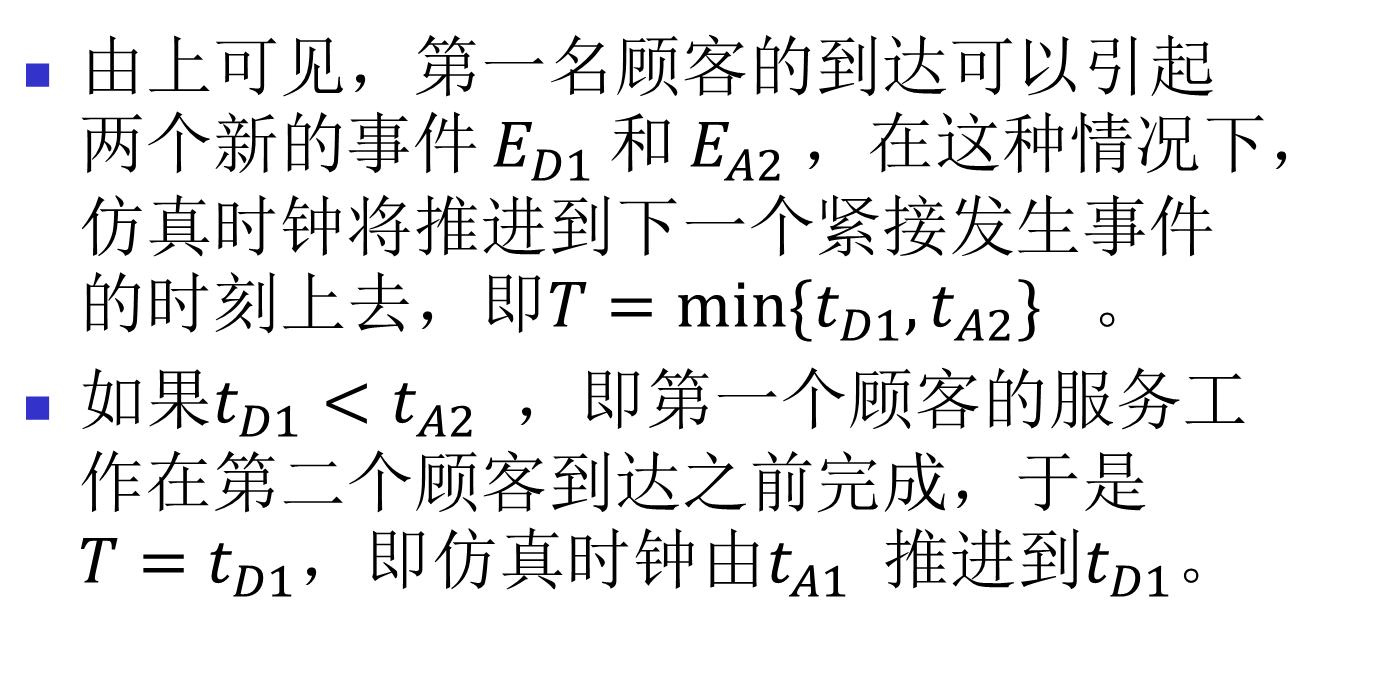 由上可见，第一名顾客的到达可以引起
两个新的事件 E_{D1} 和 E_{A2} ，在这种情况下，
仿真时钟将推进到下一个紧接发生事件
的时刻上去，即T = min{t_{D1}, t_{A2}} 。
如果t_{D1} < t_{A2} ，即第一个顾客的服务工
作在第二个顾客到达之前完成，于是
T = t_{D1}，即仿真时钟由t_{A1} 推进到t_{D1}。